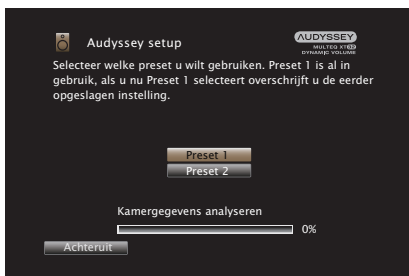 Audyssey setup
AUDYSSEY
MULTEQ XT32
DYNAMIC VOLUME
Selecteer welke preset u wilt gebruiken. Preset 1 is al in
gebruik, als u nu Preset 1 selecteert overschrijft u de eerder
opgeslagen instelling.
Preset 1
Preset 2
Kamergegevens analyseren
0%
Achteruit